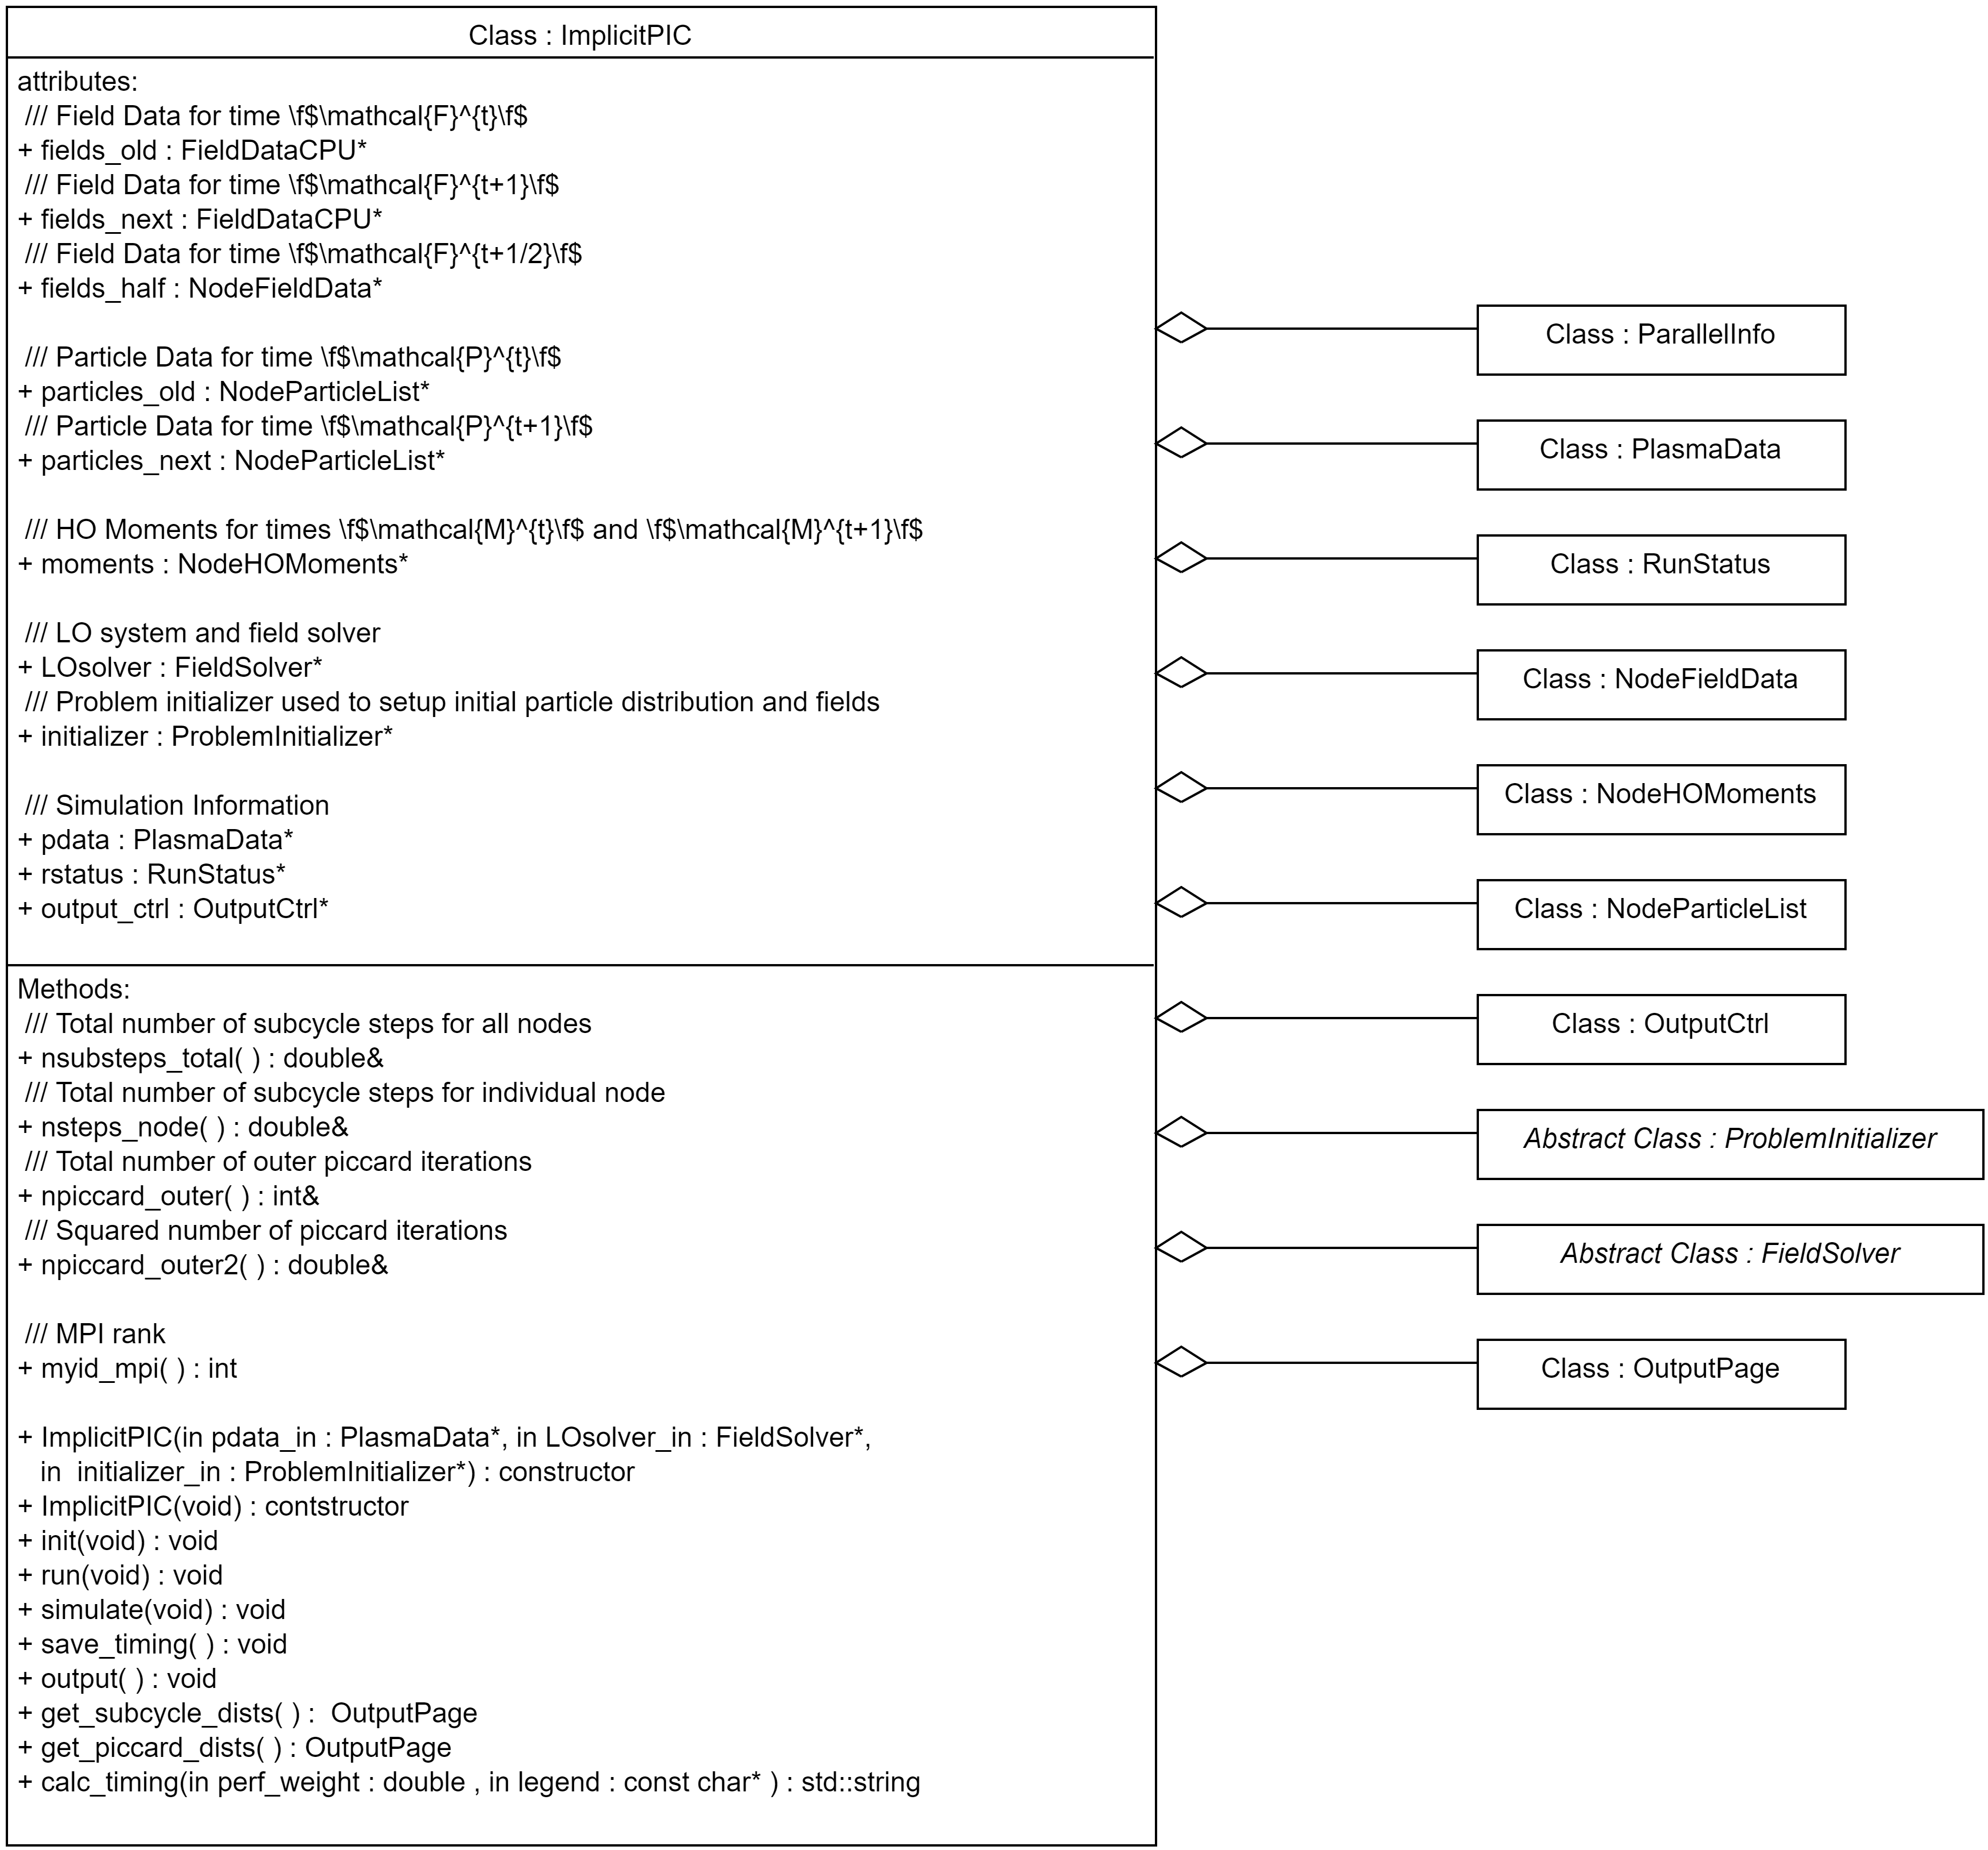 Class : ImplicitPIC
attributes:
/// Field Data for time \f$\mathcal{F}^{t}\f$
+ fields_old : FieldDataCPU*
/// Field Data for time \f$\mathcal{F}^{t+1}\f$
+ fields_next : FieldDataCPU*
/// Field Data for time \f$\mathcal{F}^{t+1/2}\f$
+ fields_half : NodeFieldData*
/// Particle Data for time \f$\mathcal{P}^{t}\f$
+ particles_old : NodeParticleList*
/// Particle Data for time \f$\mathcal{P}^{t+1}\f$
+ particles_next : NodeParticleList*
/// HO Moments for times \f$\mathcal{M}^{t}\f$ and \f$\mathcal{M}^{t+1}\f$
+ moments : NodeHOMoments*
/// LO system and field solver
+ LOsolver : FieldSolver*
/// Problem initializer used to setup initial particle distribution and fields
+ initializer : ProblemInitializer*
/// Simulation Information
+ pdata : PlasmaData*
+ rstatus : RunStatus*
+ output_ctrl : OutputCtrl*
Methods:
/// Total number of subcycle steps for all nodes
+ nsubsteps_total( ) : double&
/// Total number of subcycle steps for individual node
+ nsteps_node( ) : double&
/// Total number of outer piccard iterations
+ npiccard_outer( ) : int&
/// Squared number of piccard iterations
+ npiccard_outer2( ) : double&
/// MPI rank
+ myid_mpi( ) : int
+ ImplicitPIC(in pdata_in : PlasmaData*, in LOsolver_in : FieldSolver*,
in  initializer_in : ProblemInitializer*) : constructor
+ ImplicitPIC(void) : contstructor
+ init(void) : void
+ run(void) : void
+ simulate(void) : void
+ save_timing( ) : void
+ output( ) : void
+ get_subcycle_dists( ) :  OutputPage
+ get_piccard_dists( ) : OutputPage
+ calc_timing(in perf_weight : double , in legend : const char* ) : std::string
Class : ParallelInfo
Class : PlasmaData
Class : RunStatus
Class : NodeFieldData
Class : NodeHOMoments
Class : NodeParticleList
Class : OutputCtrl
Abstract Class : ProblemInitializer
Abstract Class : FieldSolver
Class : OutputPage